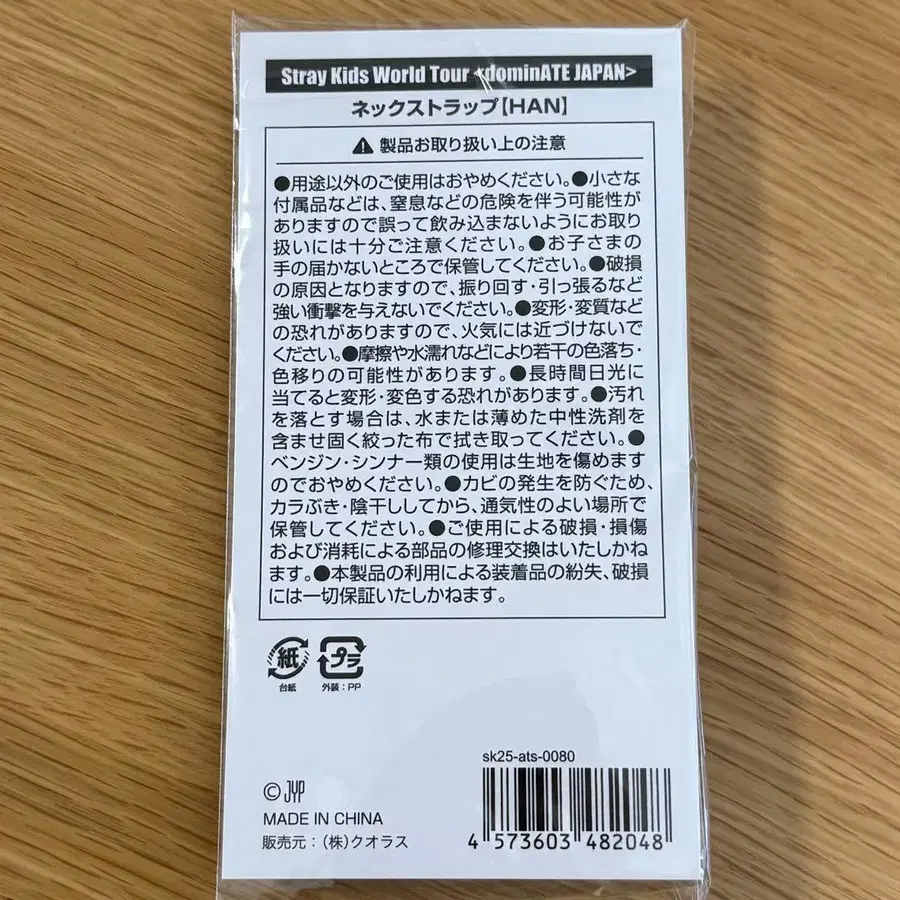 Stray Kids World Tour <dominATE JAPAN>
ネックストラップ【HAN】
⚠ 製品お取り扱い上の注意
●用途以外のご使用はおやめください。●小さな
付属品などは、窒息などの危険を伴う可能性が
ありますので誤って飲み込まないようにお取り
扱いには十分ご注意ください。●お子さまの
手の届かないところで保管してください。●破損
の原因となりますので、振り回す・引っ張るなど
強い衝撃を与えないでください。●変形・変質など
の恐れがありますので、火気には近づけないで
ください。●摩擦や水濡れなどにより若干の色落ち・
色移りの可能性があります。●長時間日光に
当てると変形・変色する恐れがあります。●汚れ
を落とす場合は、水または薄めた中性洗剤を
含ませ固く絞った布で拭き取ってください。●
ベンジン・シンナー類の使用は生地を傷めます
のでおやめください。●カビの発生を防ぐため、
カラぶき・陰干ししてから、通気性のよい場所で
保管してください。●ご使用による破損・損傷
および消耗による部品の修理交換はいたしかね
ます。●本製品の利用による装着品の紛失、破損
には一切保証いたしかねます。
紙
台紙
プラ
外装:PP
sk25-ats-0080
© JYP
MADE IN CHINA
販売元:(株)クオラス
4 573603 482048